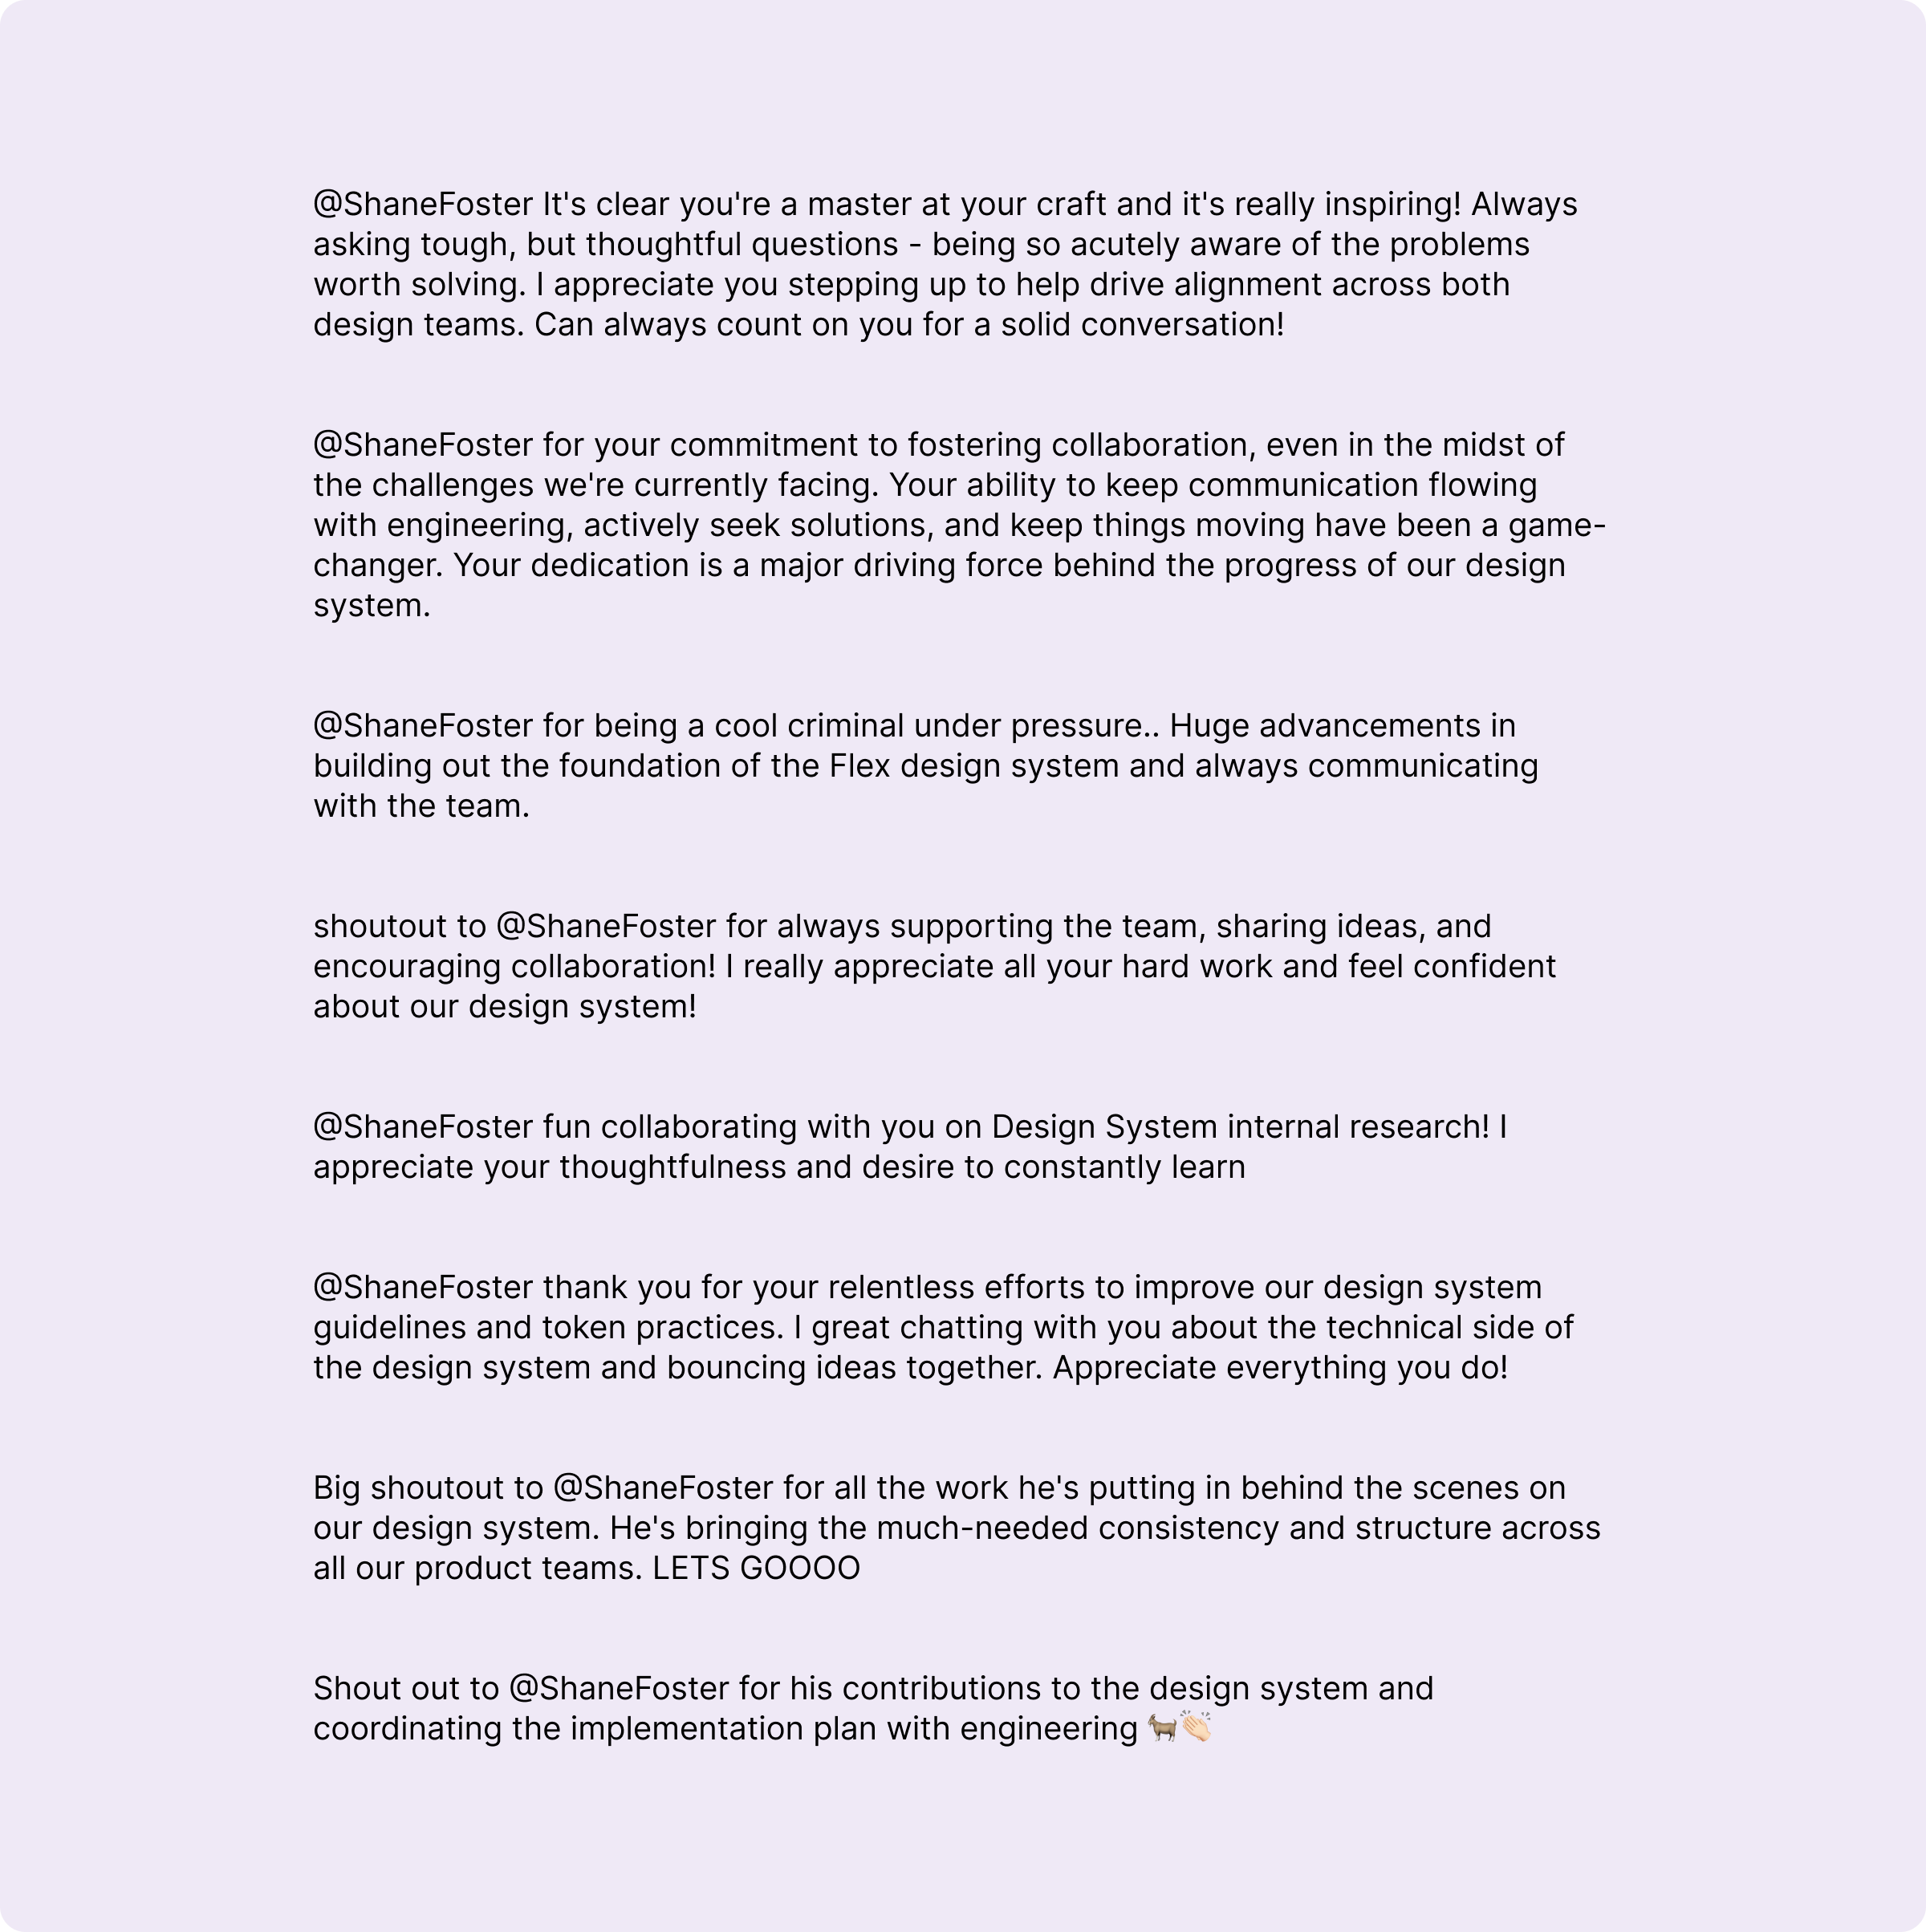 @ShaneFoster It's clear you're a master at your craft and it's really inspiring! Always
asking tough, but thoughtful questions - being so acutely aware of the problems
worth solving. I appreciate you stepping up to help drive alignment across both
design teams. Can always count on you for a solid conversation!
@ShaneFoster for your commitment to fostering collaboration, even in the midst of
the challenges we're currently facing. Your ability to keep communication flowing
with engineering, actively seek solutions, and keep things moving have been a game-
changer. Your dedication is a major driving force behind the progress of our design
system.
@ShaneFoster for being a cool criminal under pressure.. Huge advancements in
building out the foundation of the Flex design system and always communicating
with the team.
shoutout to @ShaneFoster for always supporting the team, sharing ideas, and
encouraging collaboration! I really appreciate all your hard work and feel confident
about our design system!
@ShaneFoster fun collaborating with you on Design System internal research! I
appreciate your thoughtfulness and desire to constantly learn
@ShaneFoster thank you for your relentless efforts to improve our design system
guidelines and token practices. I great chatting with you about the technical side of
the design system and bouncing ideas together. Appreciate everything you do!
Big shoutout to @ShaneFoster for all the work he's putting in behind the scenes on
our design system. He's bringing the much-needed consistency and structure across
all our product teams. LETS GOOOO
Shout out to @ShaneFoster for his contributions to the design system and
coordinating the implementation plan with engineering 🐐👏🏻